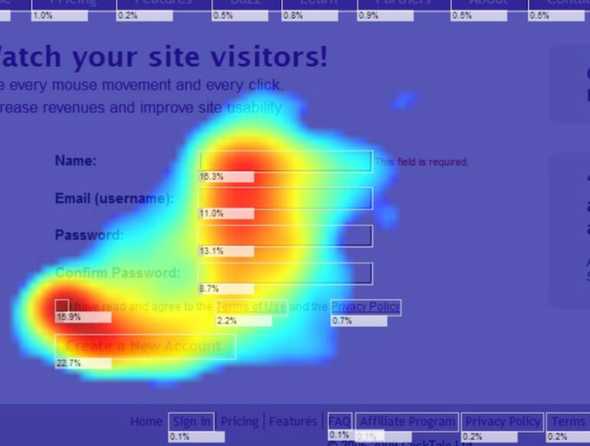 Pricing Features Buzz Learn Partners About
1.0% 0.2% 0.5% 0.8% 0.9% 0.5% 0.5%
atch your site visitors!
e every mouse movement and every click.
rease revenues and improve site usability
Name: This field is required.
16.3%
Email (username):
11.0%
Password:
13.1%
Confirm Password:
8.7%
I have read and agree to the Terms of Use and the Privacy Policy
15.9% 2.2% 0.7%
Create a New Account
22.7%
Home Sign In Pricing Features FAQ Affiliate Program Privacy Policy Terms
0.1% 0.1% 0.2% 0.2%